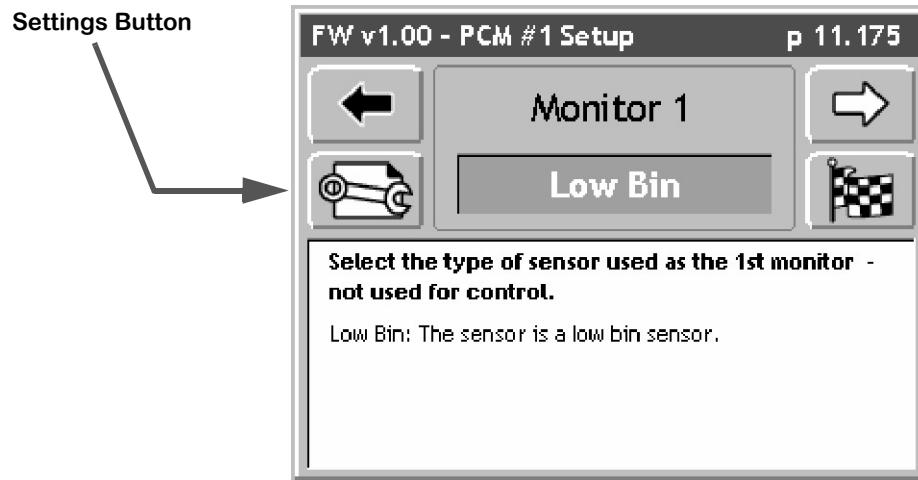 Settings Button
FW v1.00 - PCM #1 Setup p 11.175
Monitor 1
Low Bin
Select the type of sensor used as the 1st monitor -
not used for control.
Low Bin: The sensor is a low bin sensor.